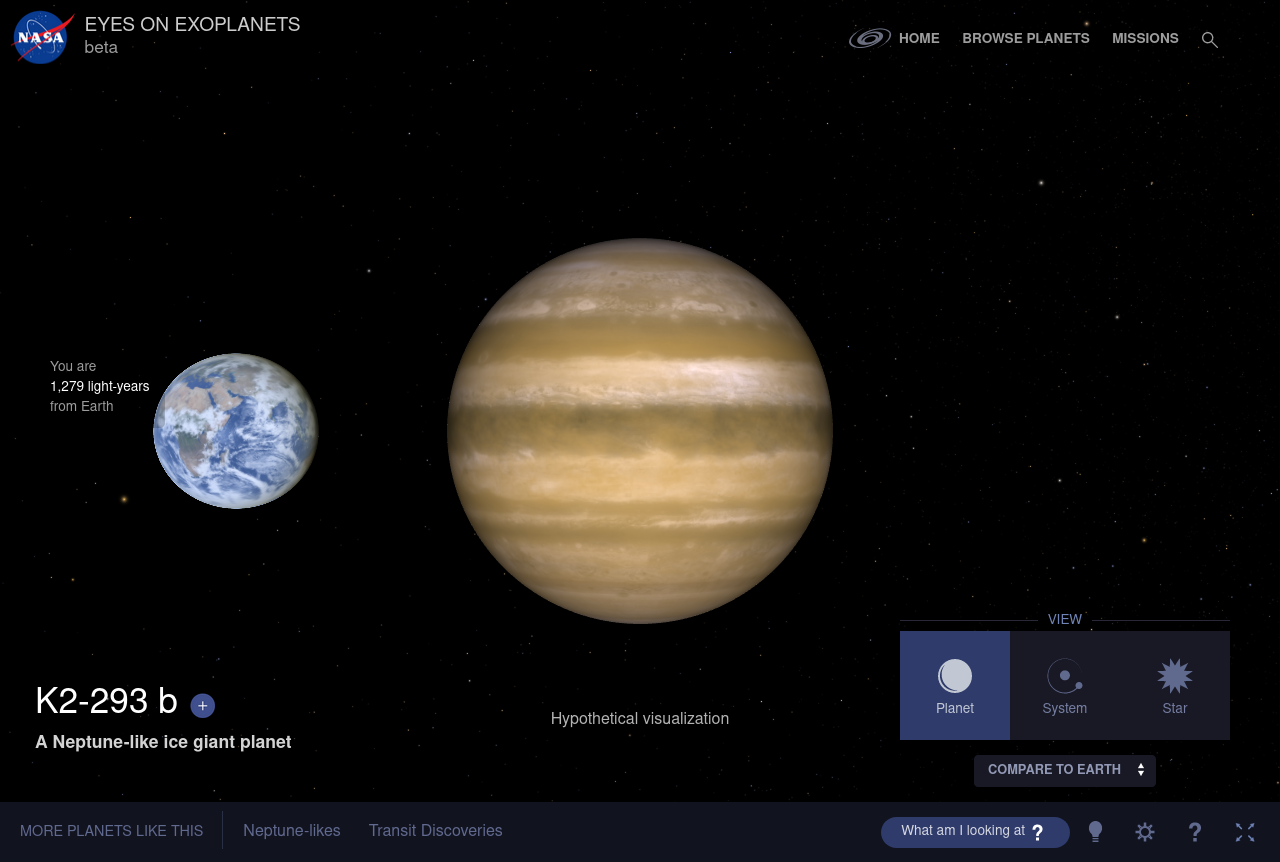 NASA
EYES ON EXOPLANETS
beta
HOME
BROWSE PLANETS
MISSIONS
You are
1,279 light-years
from Earth
VIEW
Planet
System
Star
K2-293 b +
A Neptune-like ice giant planet
Hypothetical visualization
COMPARE TO EARTH
MORE PLANETS LIKE THIS
Neptune-likes
Transit Discoveries
What am I looking at ?
?